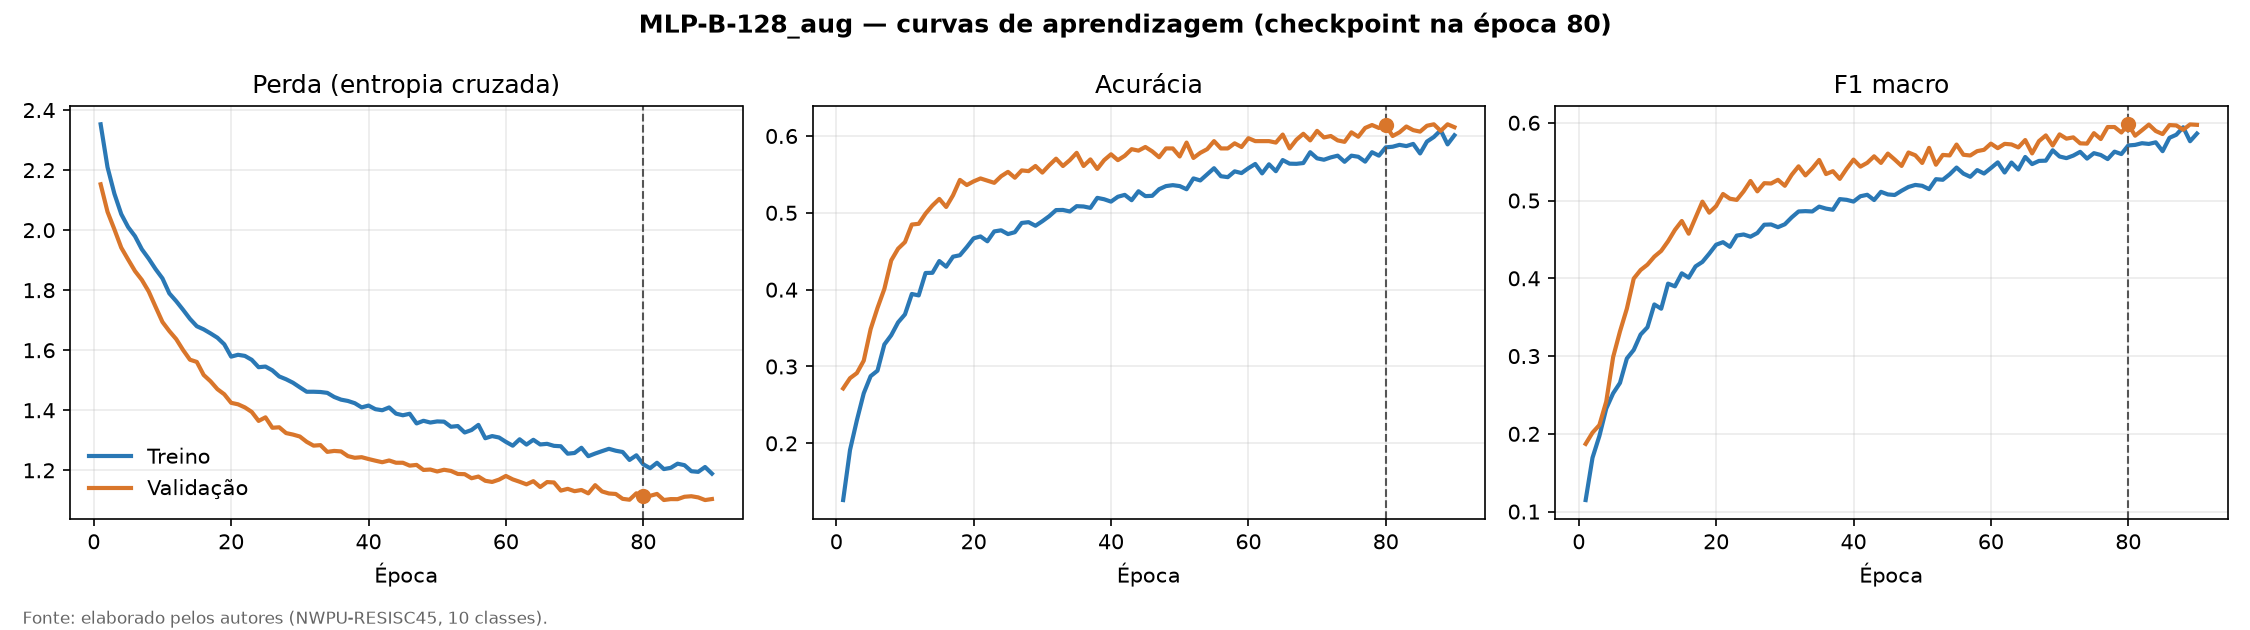 MLP-B-128_aug — curvas de aprendizagem (checkpoint na época 80)
Perda (entropia cruzada)
2.4
2.2
2.0
1.8
1.6
1.4
1.2
Treino
Validação
0 20 40 60 80
Época
Acurácia
0.6
0.5
0.4
0.3
0.2
0 20 40 60 80
Época
F1 macro
0.6
0.5
0.4
0.3
0.2
0.1
0 20 40 60 80
Época
Fonte: elaborado pelos autores (NWPU-RESISC45, 10 classes).